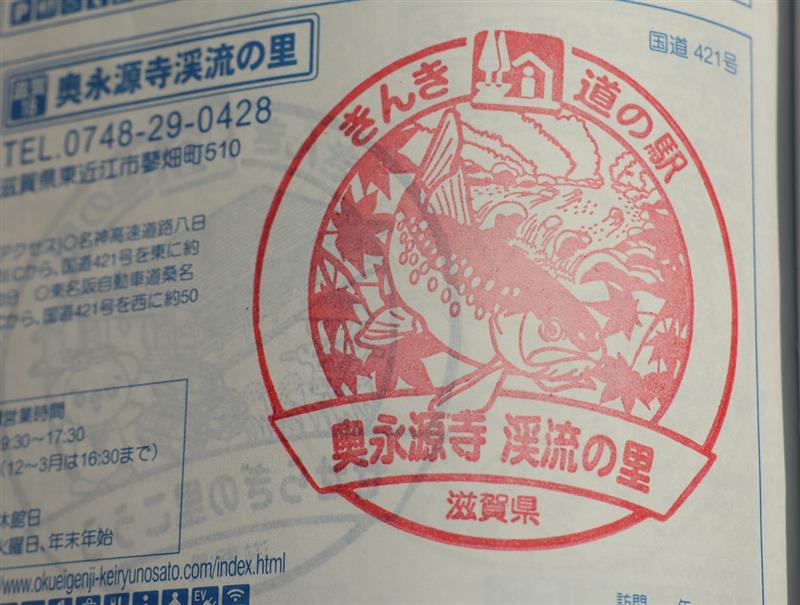 国道 421号
奥永源寺渓流の里
TEL.0748-29-0428
滋賀県東近江市蓼畑町510
アクセス]○名神高速道路八日
Cから、国道421号を東に約
分 ○東名阪自動車道桑名
から、国道421号を西に約50
営業時間
9:30~17:30
(12~3月は16:30まで)
休館日
火曜日、年末年始
/www.okueigenji-keiryunosato.com/index.html
EV
きんき 道の駅
奥永源寺 渓流の里
滋賀県
訪問 年